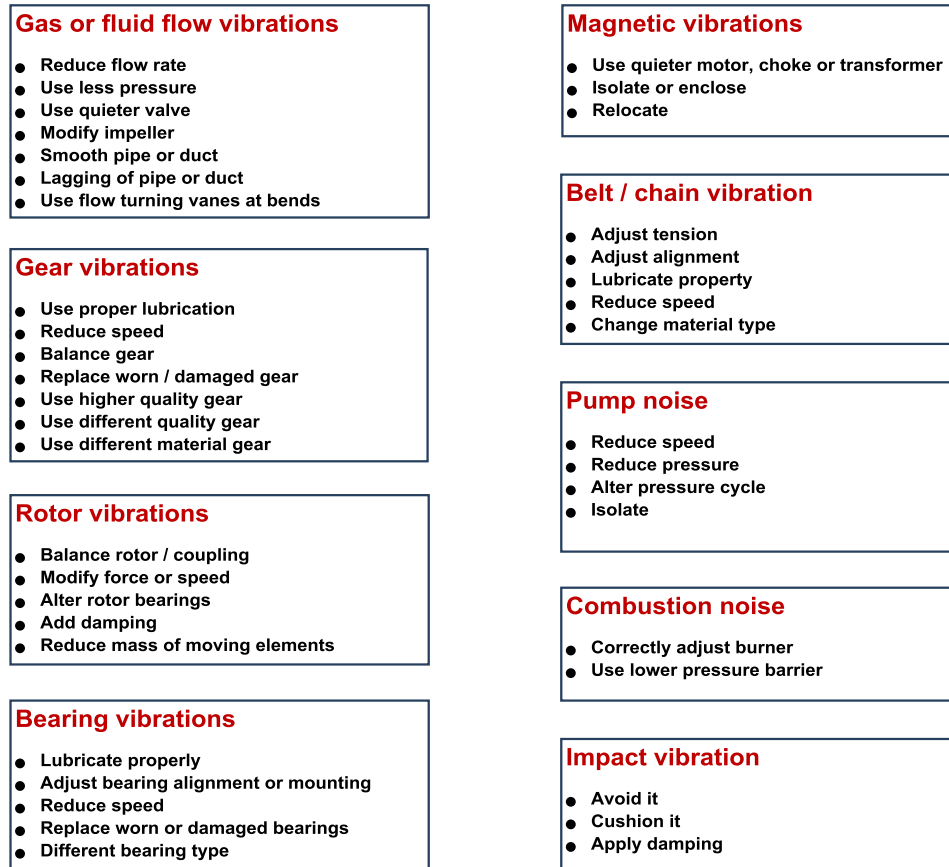 Gas or fluid flow vibrations
Reduce flow rate
Use less pressure
Use quieter valve
Modify impeller
Smooth pipe or duct
Lagging of pipe or duct
Use flow turning vanes at bends
Gear vibrations
Use proper lubrication
Reduce speed
Balance gear
Replace worn / damaged gear
Use higher quality gear
Use different quality gear
Use different material gear
Rotor vibrations
Balance rotor / coupling
Modify force or speed
Alter rotor bearings
Add damping
Reduce mass of moving elements
Bearing vibrations
Lubricate properly
Adjust bearing alignment or mounting
Reduce speed
Replace worn or damaged bearings
Different bearing type
Magnetic vibrations
Use quieter motor, choke or transformer
Isolate or enclose
Relocate
Belt / chain vibration
Adjust tension
Adjust alignment
Lubricate property
Reduce speed
Change material type
Pump noise
Reduce speed
Reduce pressure
Alter pressure cycle
Isolate
Combustion noise
Correctly adjust burner
Use lower pressure barrier
Impact vibration
Avoid it
Cushion it
Apply damping